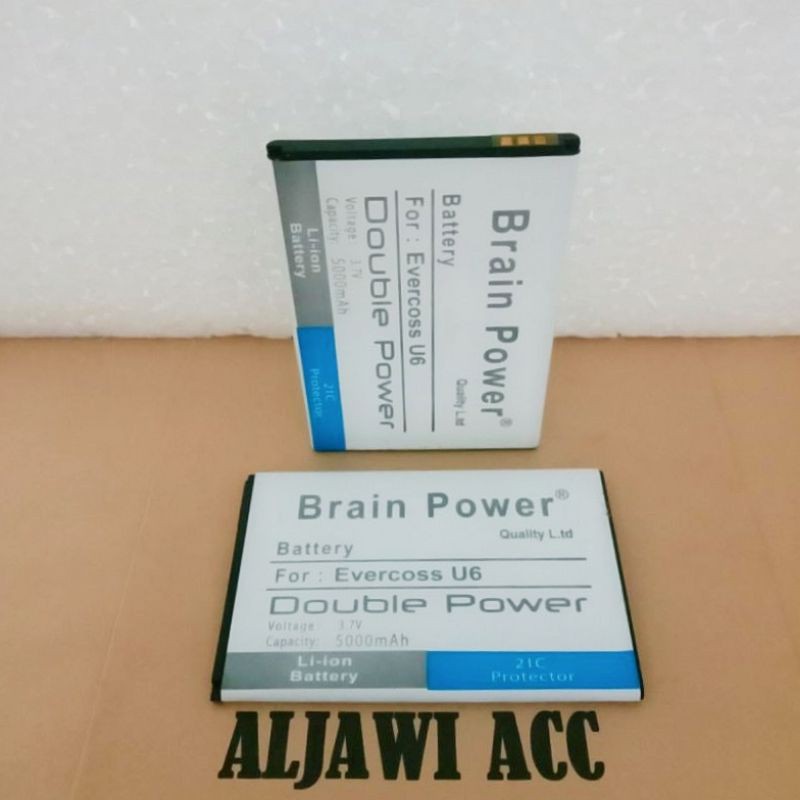 Brain Power®
Quality L.td
Battery
For : Evercoss U6
Double Power
Voltage: 3.7V
Capacity: 5000mAh
Li-ion
Battery
21C
Protector
Brain Power®
Quality L.td
Battery
For : Evercoss U6
Double Power
Voltage: 3.7V
Capacity: 5000mAh
Li-ion
Battery
21C
Protector
ALJAWI ACC